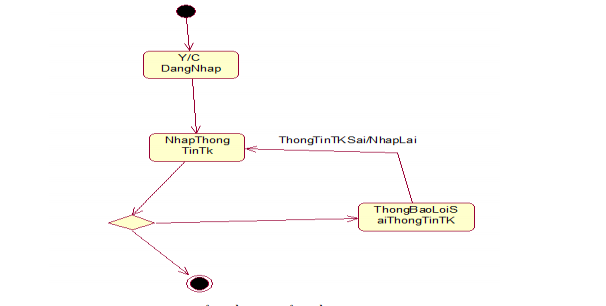 Y/C
DangNhap
NhapThong
TinTk
ThongTinTKSai/NhapLai
ThongBaoLoiS
aiThongTinTK